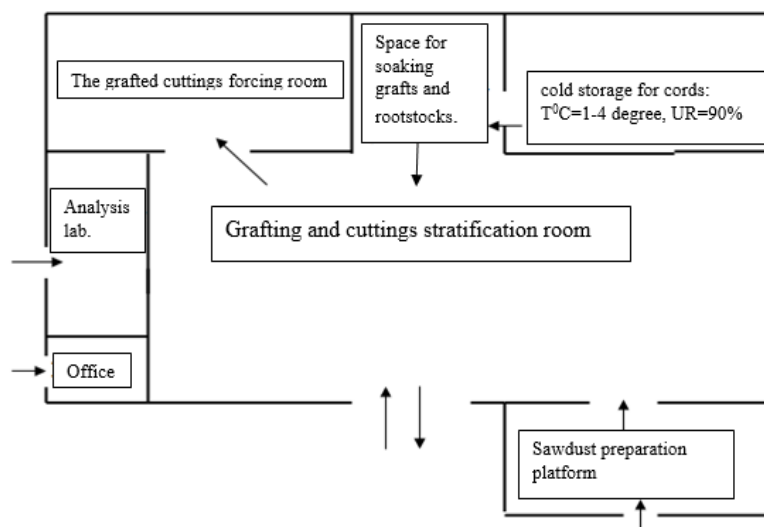 The grafted cuttings forcing room
Space for
soaking
grafts and
rootstocks.
cold storage for cords:
T⁰C=1-4 degree, UR=90%
Analysis
lab.
Grafting and cuttings stratification room
Office
Sawdust preparation
platform